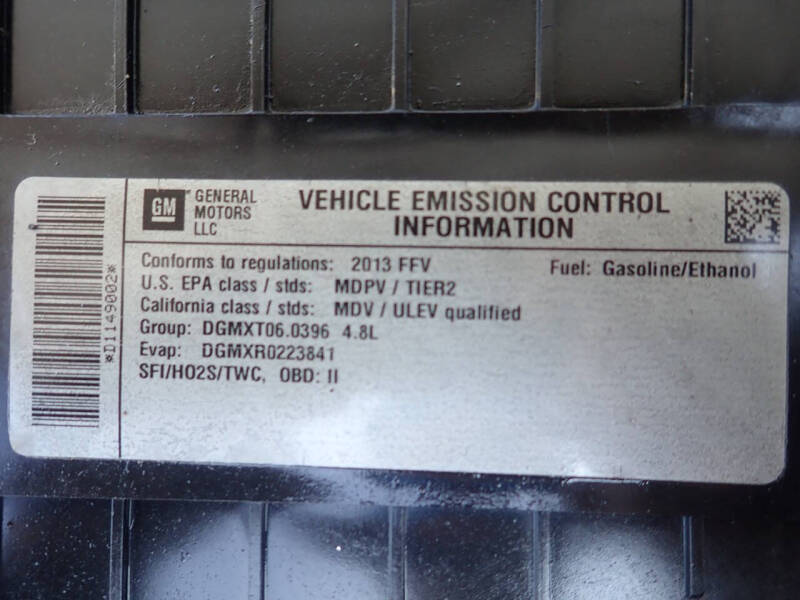 GM
GENERAL
MOTORS
LLC
VEHICLE EMISSION CONTROL
INFORMATION
Conforms to regulations: 2013 FFV
Fuel: Gasoline/Ethanol
U.S. EPA class / stds: MDPV / TIER2
California class / stds: MDV / ULEV qualified
Group: DGMXT06.0396 4.8L
Evap: DGMXR0223841
SFI/HO2S/TWC, OBD: II
*D1149002*